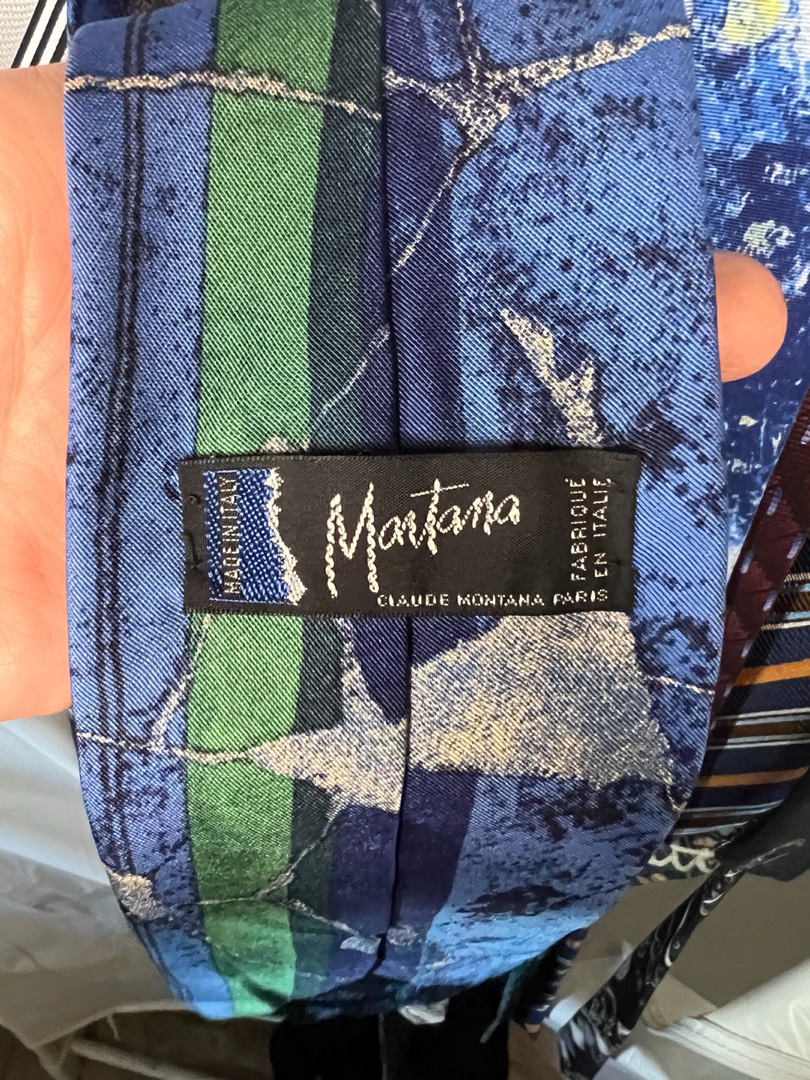 MADE IN ITALY
Montana
CLAUDE MONTANA PARIS
FABRIQUÉ
EN ITALIE